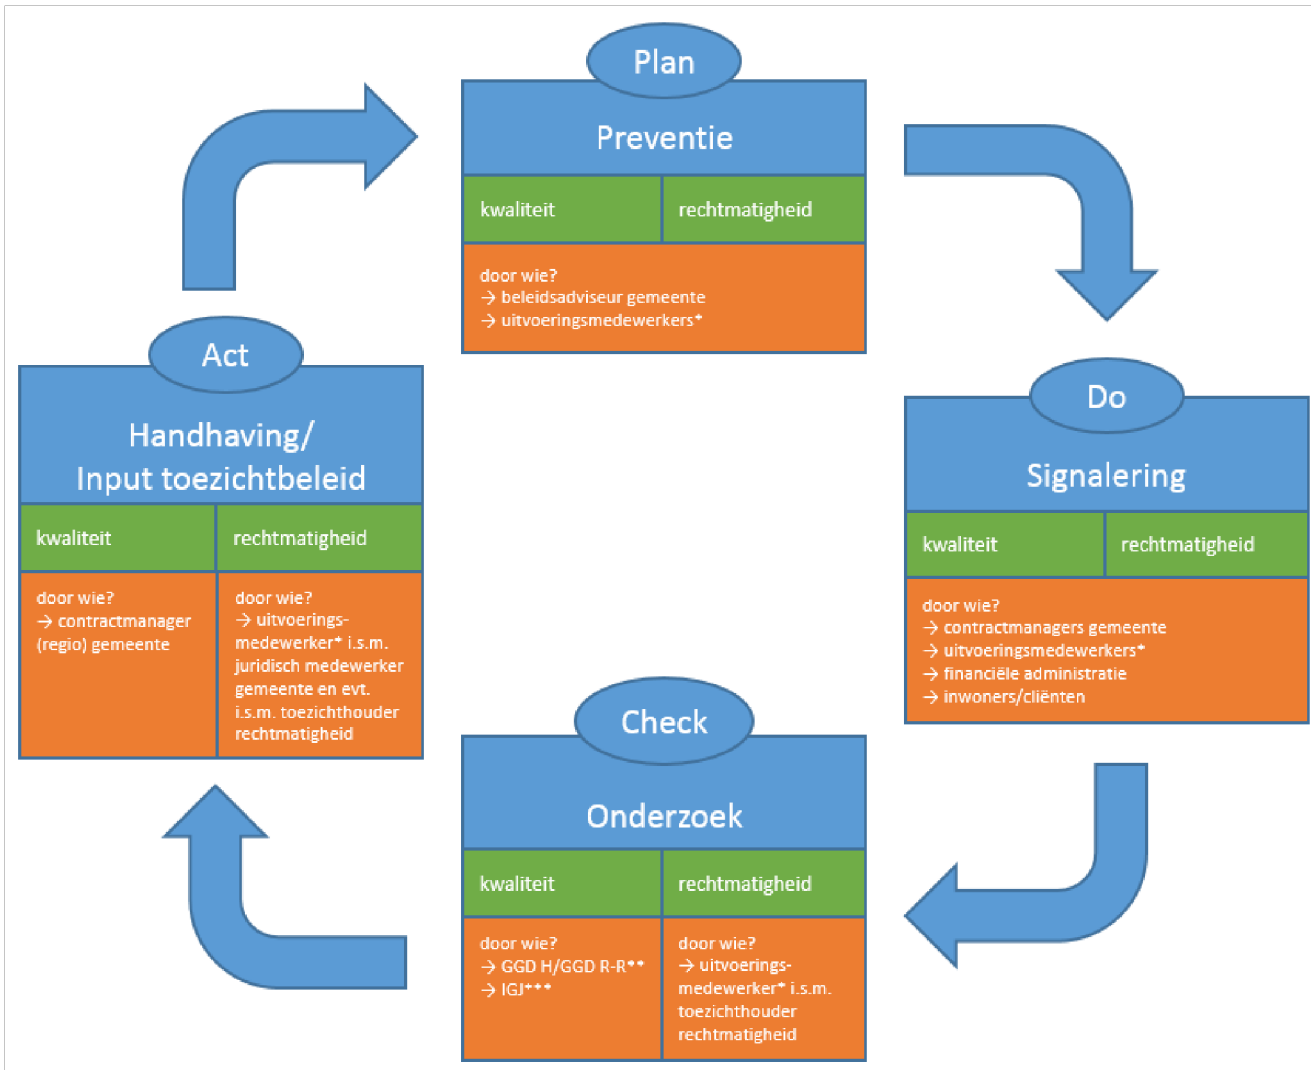 Plan
Preventie
kwaliteit
rechtmatigheid
door wie?
→ beleidsadviseur gemeente
→ uitvoeringsmedewerkers*
Do
Signalering
kwaliteit
rechtmatigheid
door wie?
→ contractmanagers gemeente
→ uitvoeringsmedewerkers*
→ financiële administratie
→ inwoners/cliënten
Check
Onderzoek
kwaliteit
rechtmatigheid
door wie?
→ GGD H/GGD R-R**
→ IGJ***
door wie?
→ uitvoerings-
medewerker* i.s.m.
toezichthouder
rechtmatigheid
Act
Handhaving/
Input toezichtbeleid
kwaliteit
rechtmatigheid
door wie?
→ contractmanager
(regio) gemeente
door wie?
→ uitvoerings-
medewerker* i.s.m.
juridisch medewerker
gemeente en evt.
i.s.m. toezichthouder
rechtmatigheid